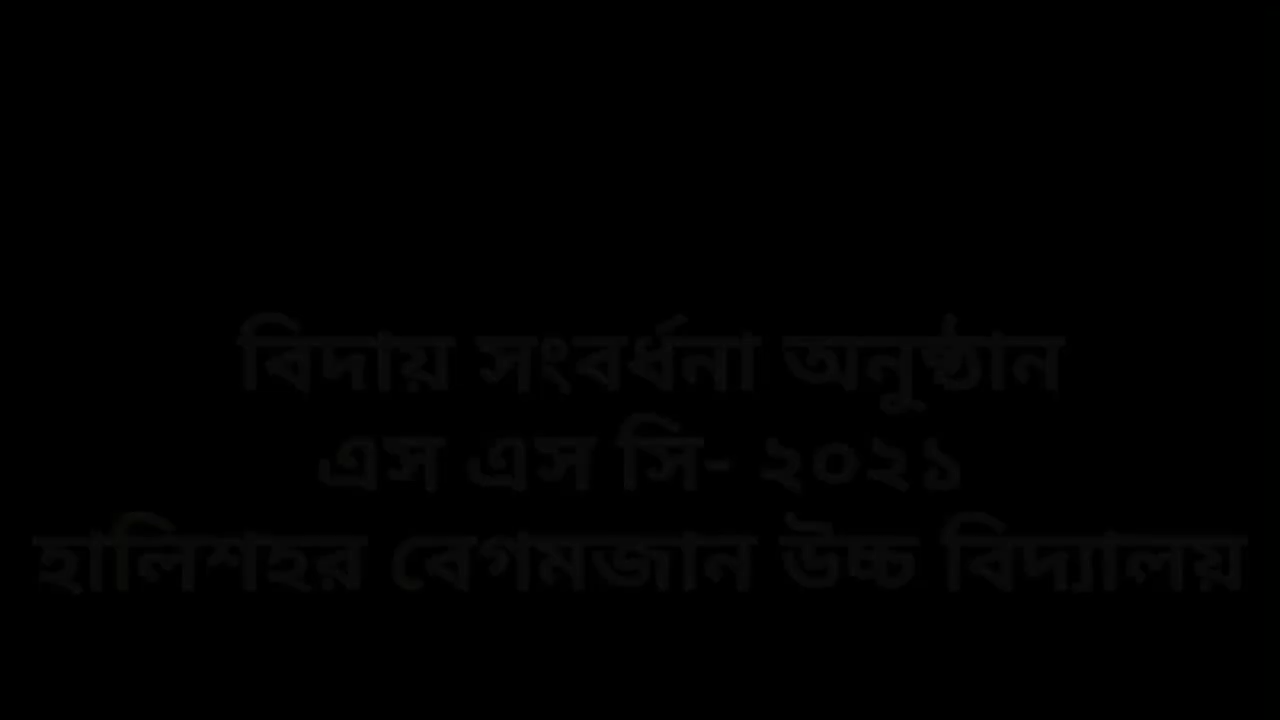 বিদায় সংবর্ধনা অনুষ্ঠান
এস এস সি- ২০২১
হালিশহর বেগমজান উচ্চ বিদ্যালয়